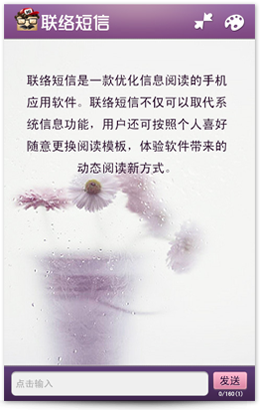 联络短信
联络短信是一款优化信息阅读的手机
应用软件。联络短信不仅可以取代系
统信息功能，用户还可按照个人喜好
随意更换阅读模板，体验软件带来的
动态阅读新方式。
点击输入
发送
0/160(1)